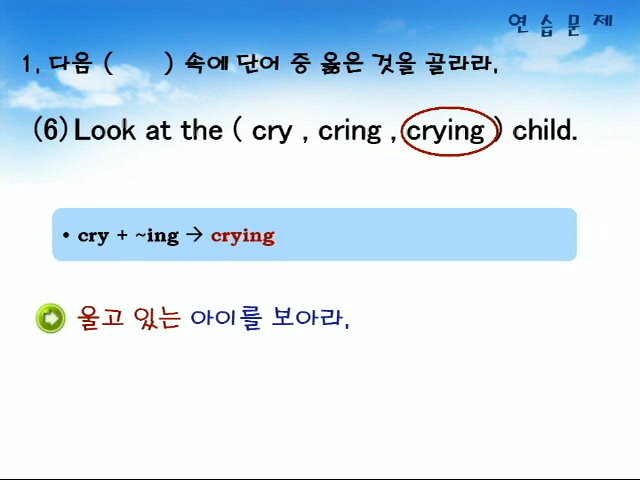 연습문제
1. 다음 (     ) 속에 단어 중 옳은 것을 골라라.
(6) Look at the ( cry , cring , crying ) child.
• cry + ~ing → crying
울고 있는 아이를 보아라.